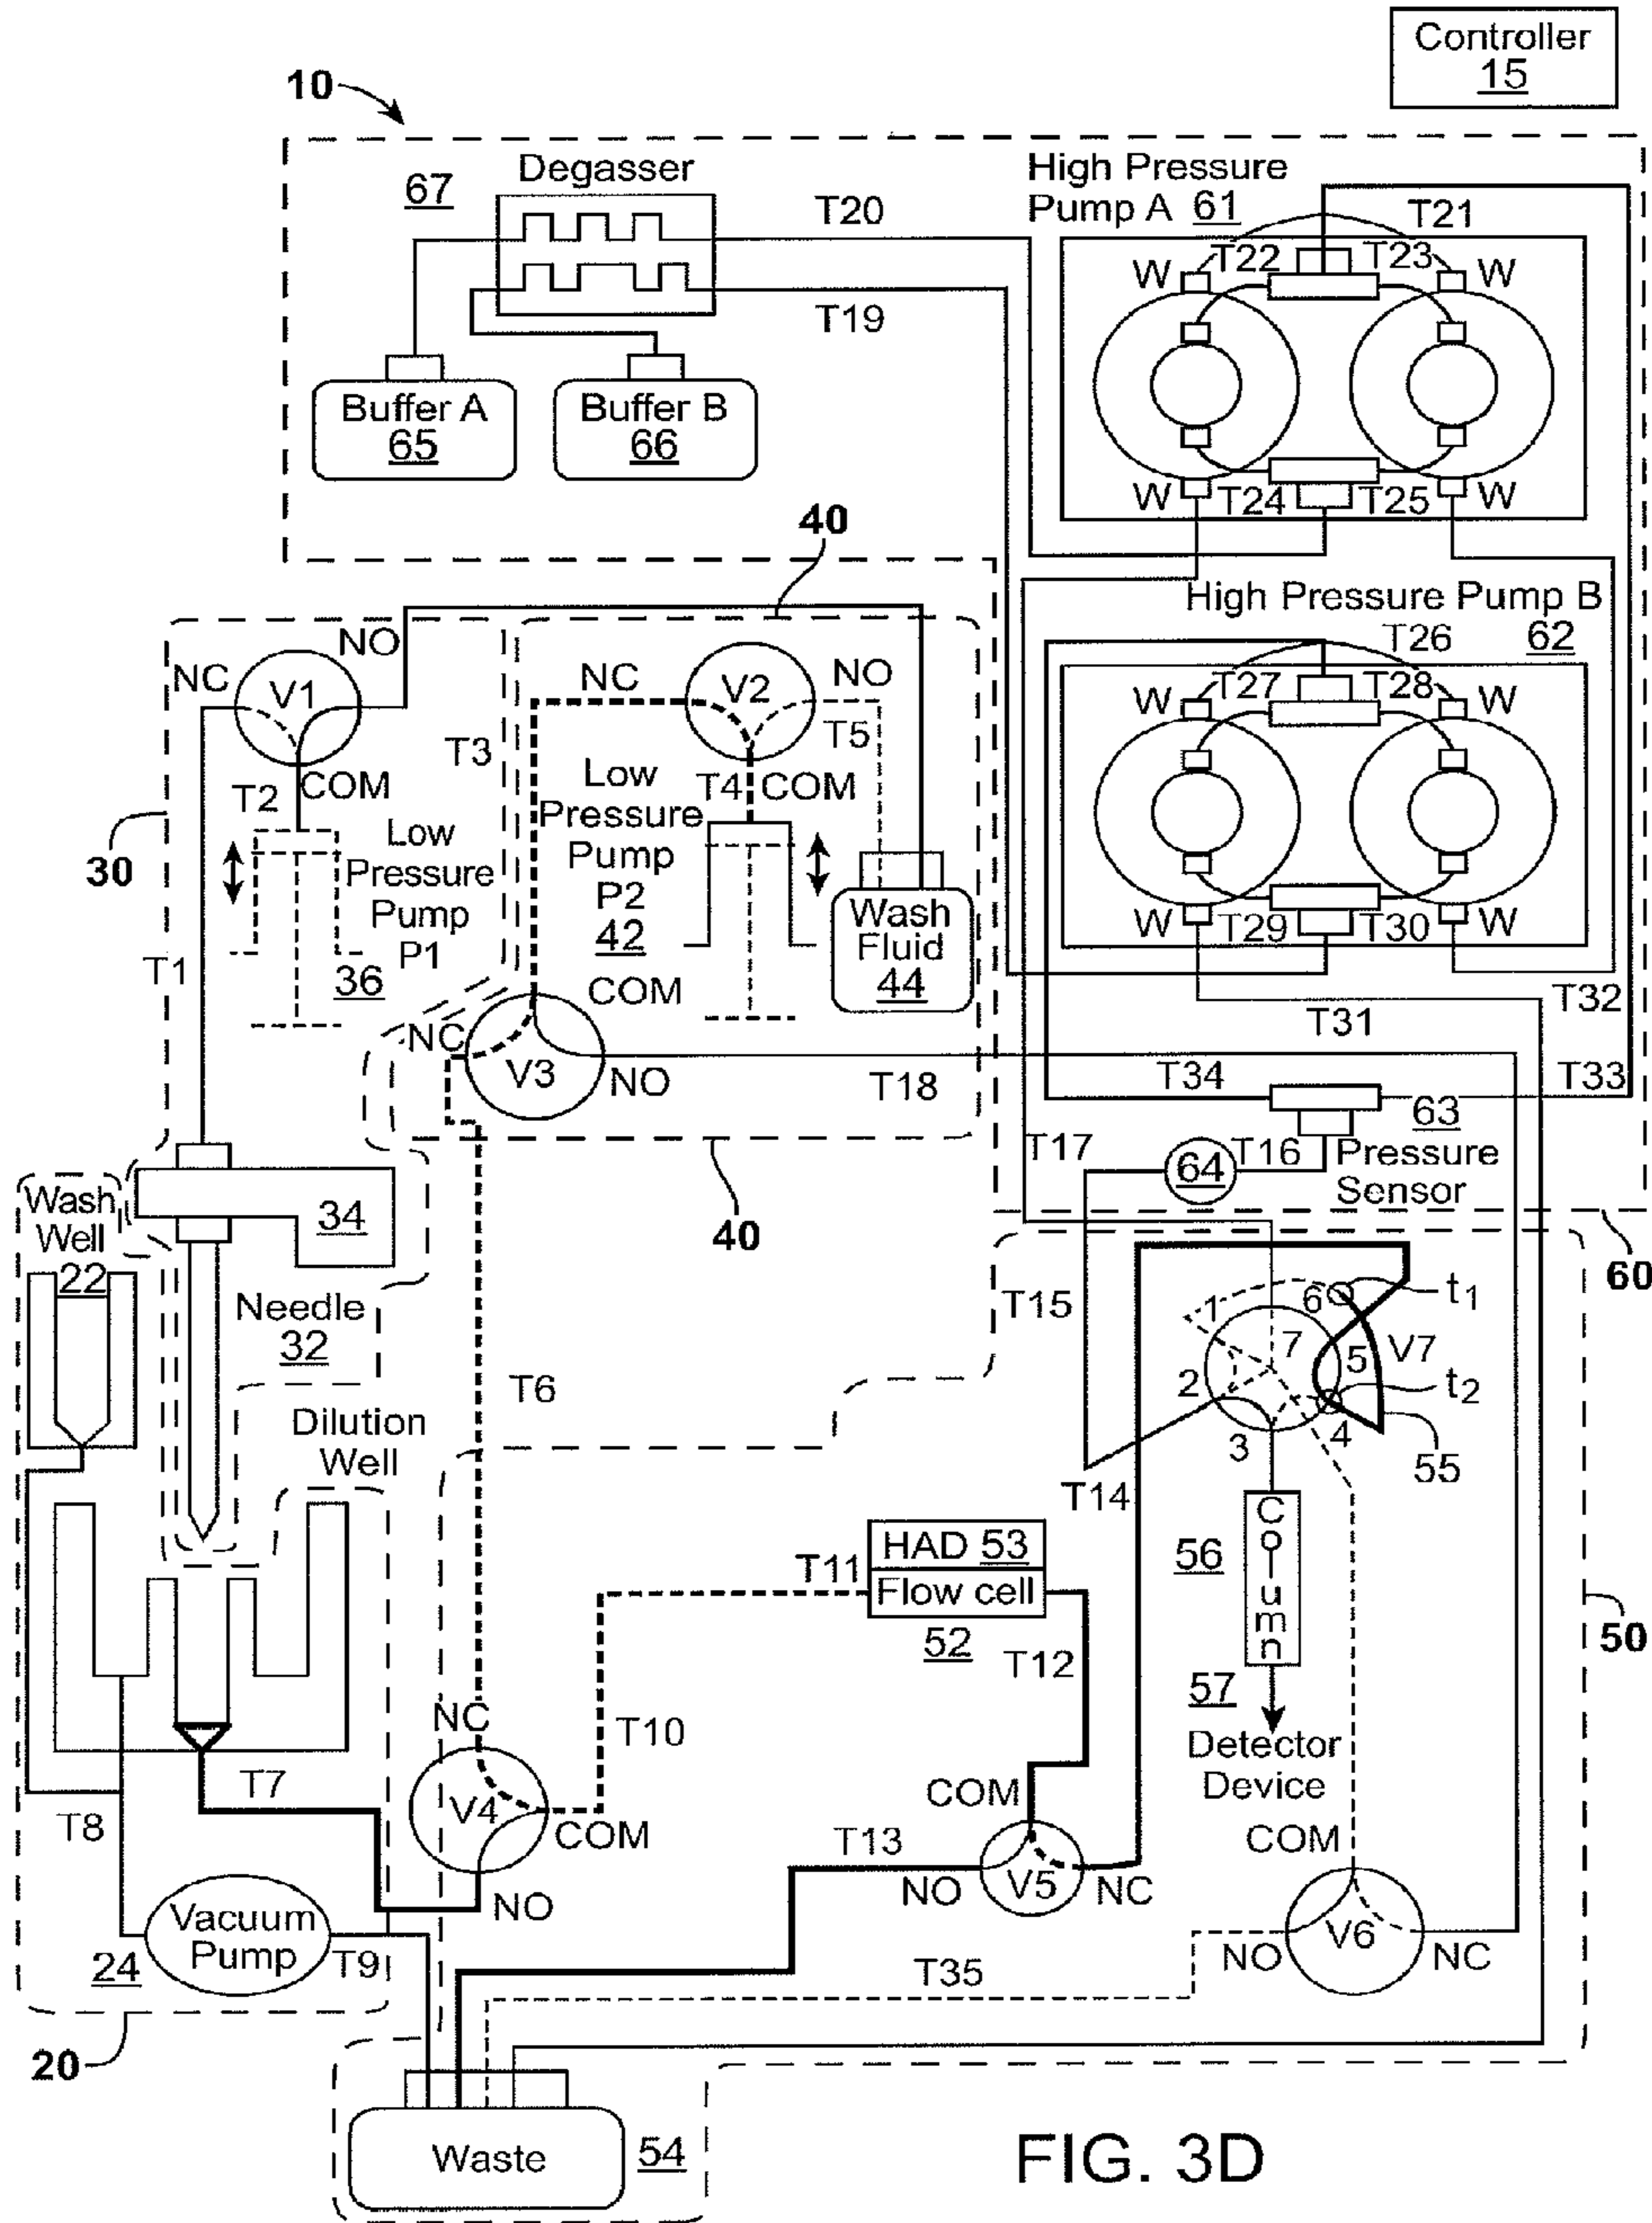 Controller
15
10
67
Degasser
T20
T19
High Pressure
Pump A 61
T21
T22
T23
W
W
W
W
T24
T25
Buffer A
65
Buffer B
66
40
High Pressure Pump B
62
T26
T27
T28
W
W
W
W
T29
T30
T31
T32
NO
NC
V1
COM
T2
T3
30
Low
Pressure
Pump
P1
36
T1
NC
V2
NO
T5
T4
COM
Low
Pressure
Pump
P2
42
COM
Wash
Fluid
44
NC
V3
NO
T18
T34
T33
63
T17
64
T16
Pressure
Sensor
40
60
Wash
Well
22
34
Needle
32
Dilution
Well
T6
T15
1
6
t1
7
5
V7
2
t2
3
4
55
T14
Column
56
57
Detector
Device
HAD 53
Flow cell
52
T11
T12
50
NC
T10
V4
COM
T7
T8
NO
COM
T13
NO
V5
NC
COM
V6
NO
NC
T35
Vacuum
Pump
24
T9
20
Waste
54
FIG. 3D